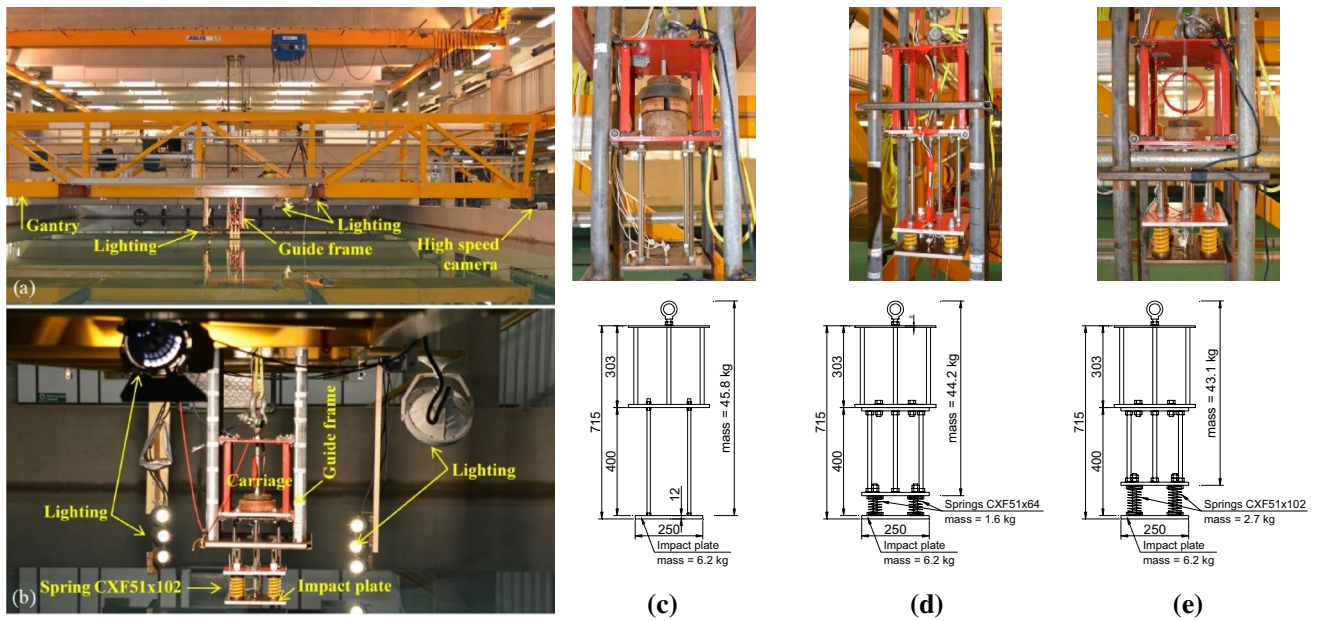 ABUS
Gantry
Lighting
Lighting
Guide frame
High speed
camera
(a)
Guide frame
Carriage
Lighting
Lighting
Spring CXF51x102
Impact plate
(b)
303
715
400
mass = 45.8 kg
12
250
Impact plate
mass = 6.2 kg
(c)
303
715
400
mass = 44.2 kg
Springs CXF51x64
mass = 1.6 kg
250
Impact plate
mass = 6.2 kg
(d)
303
715
400
mass = 43.1 kg
Springs CXF51x102
mass = 2.7 kg
250
Impact plate
mass = 6.2 kg
(e)